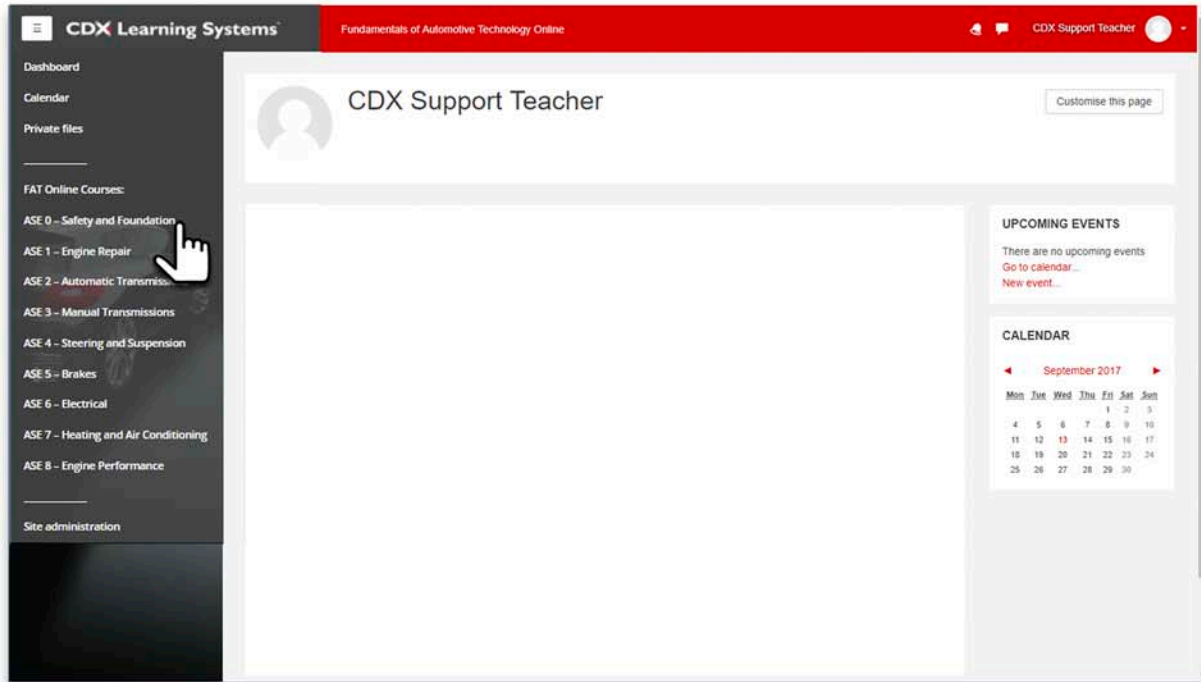 CDX Learning Systems
Fundamentals of Automotive Technology Online
CDX Support Teacher
Dashboard
Calendar
Private files
FAT Online Courses:
ASE 0 – Safety and Foundation
ASE 1 – Engine Repair
ASE 2 – Automatic
ASE 3 – Manual Transmissions
ASE 4 – Steering and Suspension
ASE 5 – Brakes
ASE 6 – Electrical
ASE 7 – Heating and Air Conditioning
ASE 8 – Engine Performance
Site administration
CDX Support Teacher
Customise this page
UPCOMING EVENTS
There are no upcoming events
Go to calendar...
New event...
CALENDAR
◄ September 2017 ►
Mon Tue Wed Thu Fri Sat Sun
1 2 3
4 5 6 7 8 9 10
11 12 13 14 15 16 17
18 19 20 21 22 23 24
25 26 27 28 29 30